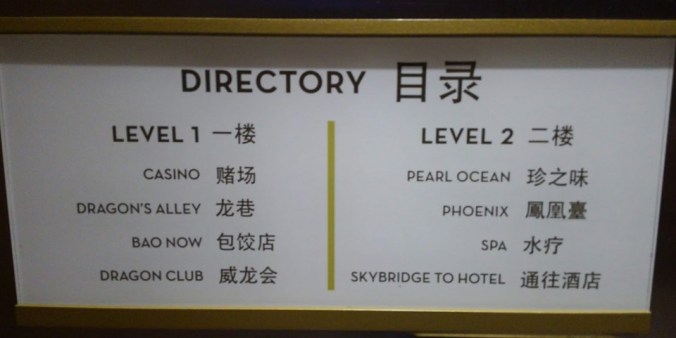 DIRECTORY 目录
LEVEL 1 一楼
CASINO 赌场
DRAGON'S ALLEY 龙巷
BAO NOW 包饺店
DRAGON CLUB 威龙会
LEVEL 2 二楼
PEARL OCEAN 珍之味
PHOENIX 鳳凰臺
SPA 水疗
SKYBRIDGE TO HOTEL 通往酒店